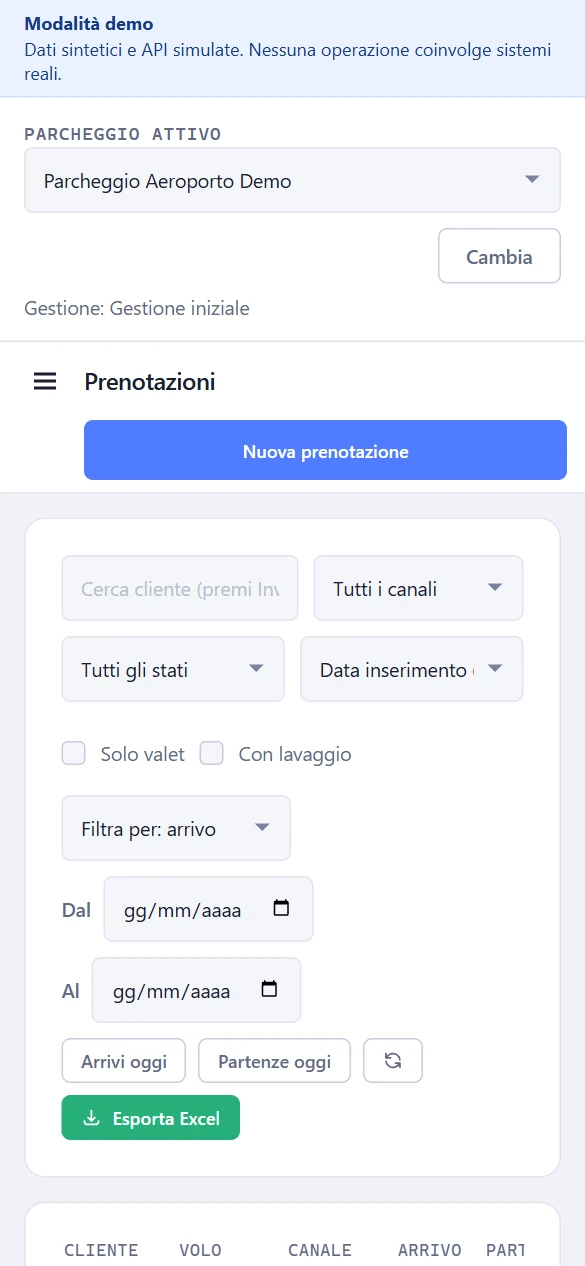 Modalità demo
Dati sintetici e API simulate. Nessuna operazione coinvolge sistemi
reali.
PARCHEGGIO ATTIVO
Parcheggio Aeroporto Demo
Cambia
Gestione: Gestione iniziale
Prenotazioni
Nuova prenotazione
Cerca cliente (premi Inv
Tutti i canali
Tutti gli stati
Data inserimento
Solo valet
Con lavaggio
Filtra per: arrivo
Dal
gg/mm/aaaa
Al
gg/mm/aaaa
Arrivi oggi
Partenze oggi
Esporta Excel
CLIENTE VOLO CANALE ARRIVO PART